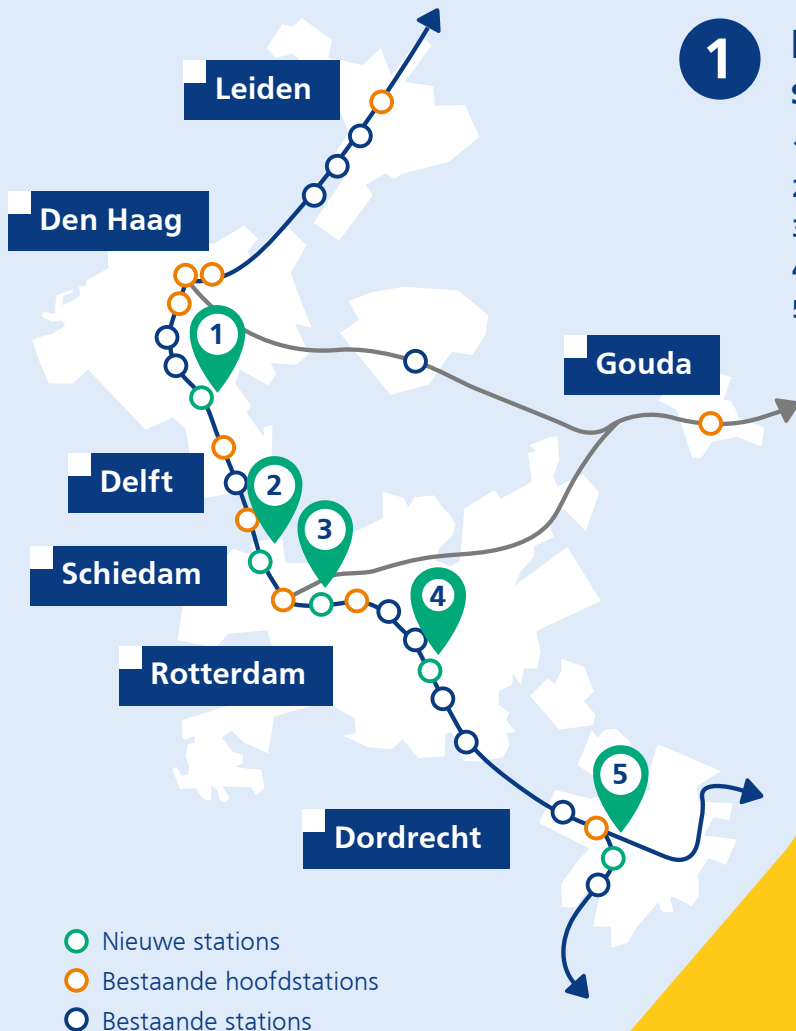 1
Leiden
Den Haag
1
Gouda
Delft
2
3
Schiedam
4
Rotterdam
5
Dordrecht
Nieuwe stations
Bestaande hoofdstations
Bestaande stations